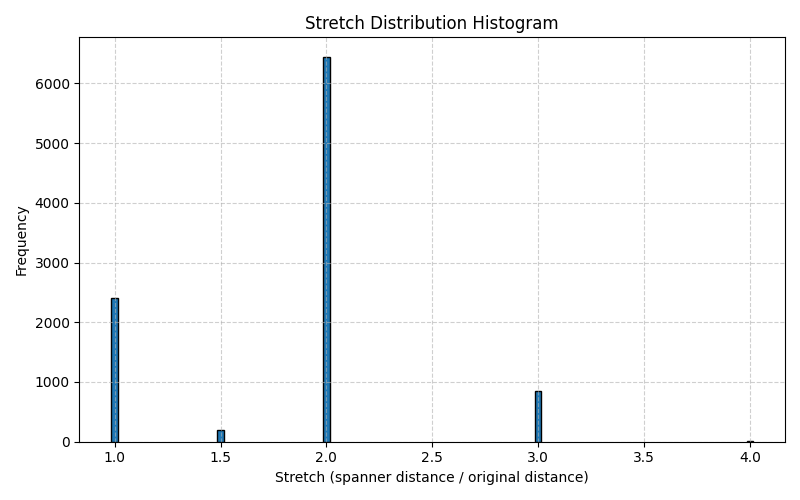 Stretch Distribution Histogram
Frequency
6000
5000
4000
3000
2000
1000
0
1.0 1.5 2.0 2.5 3.0 3.5 4.0
Stretch (spanner distance / original distance)